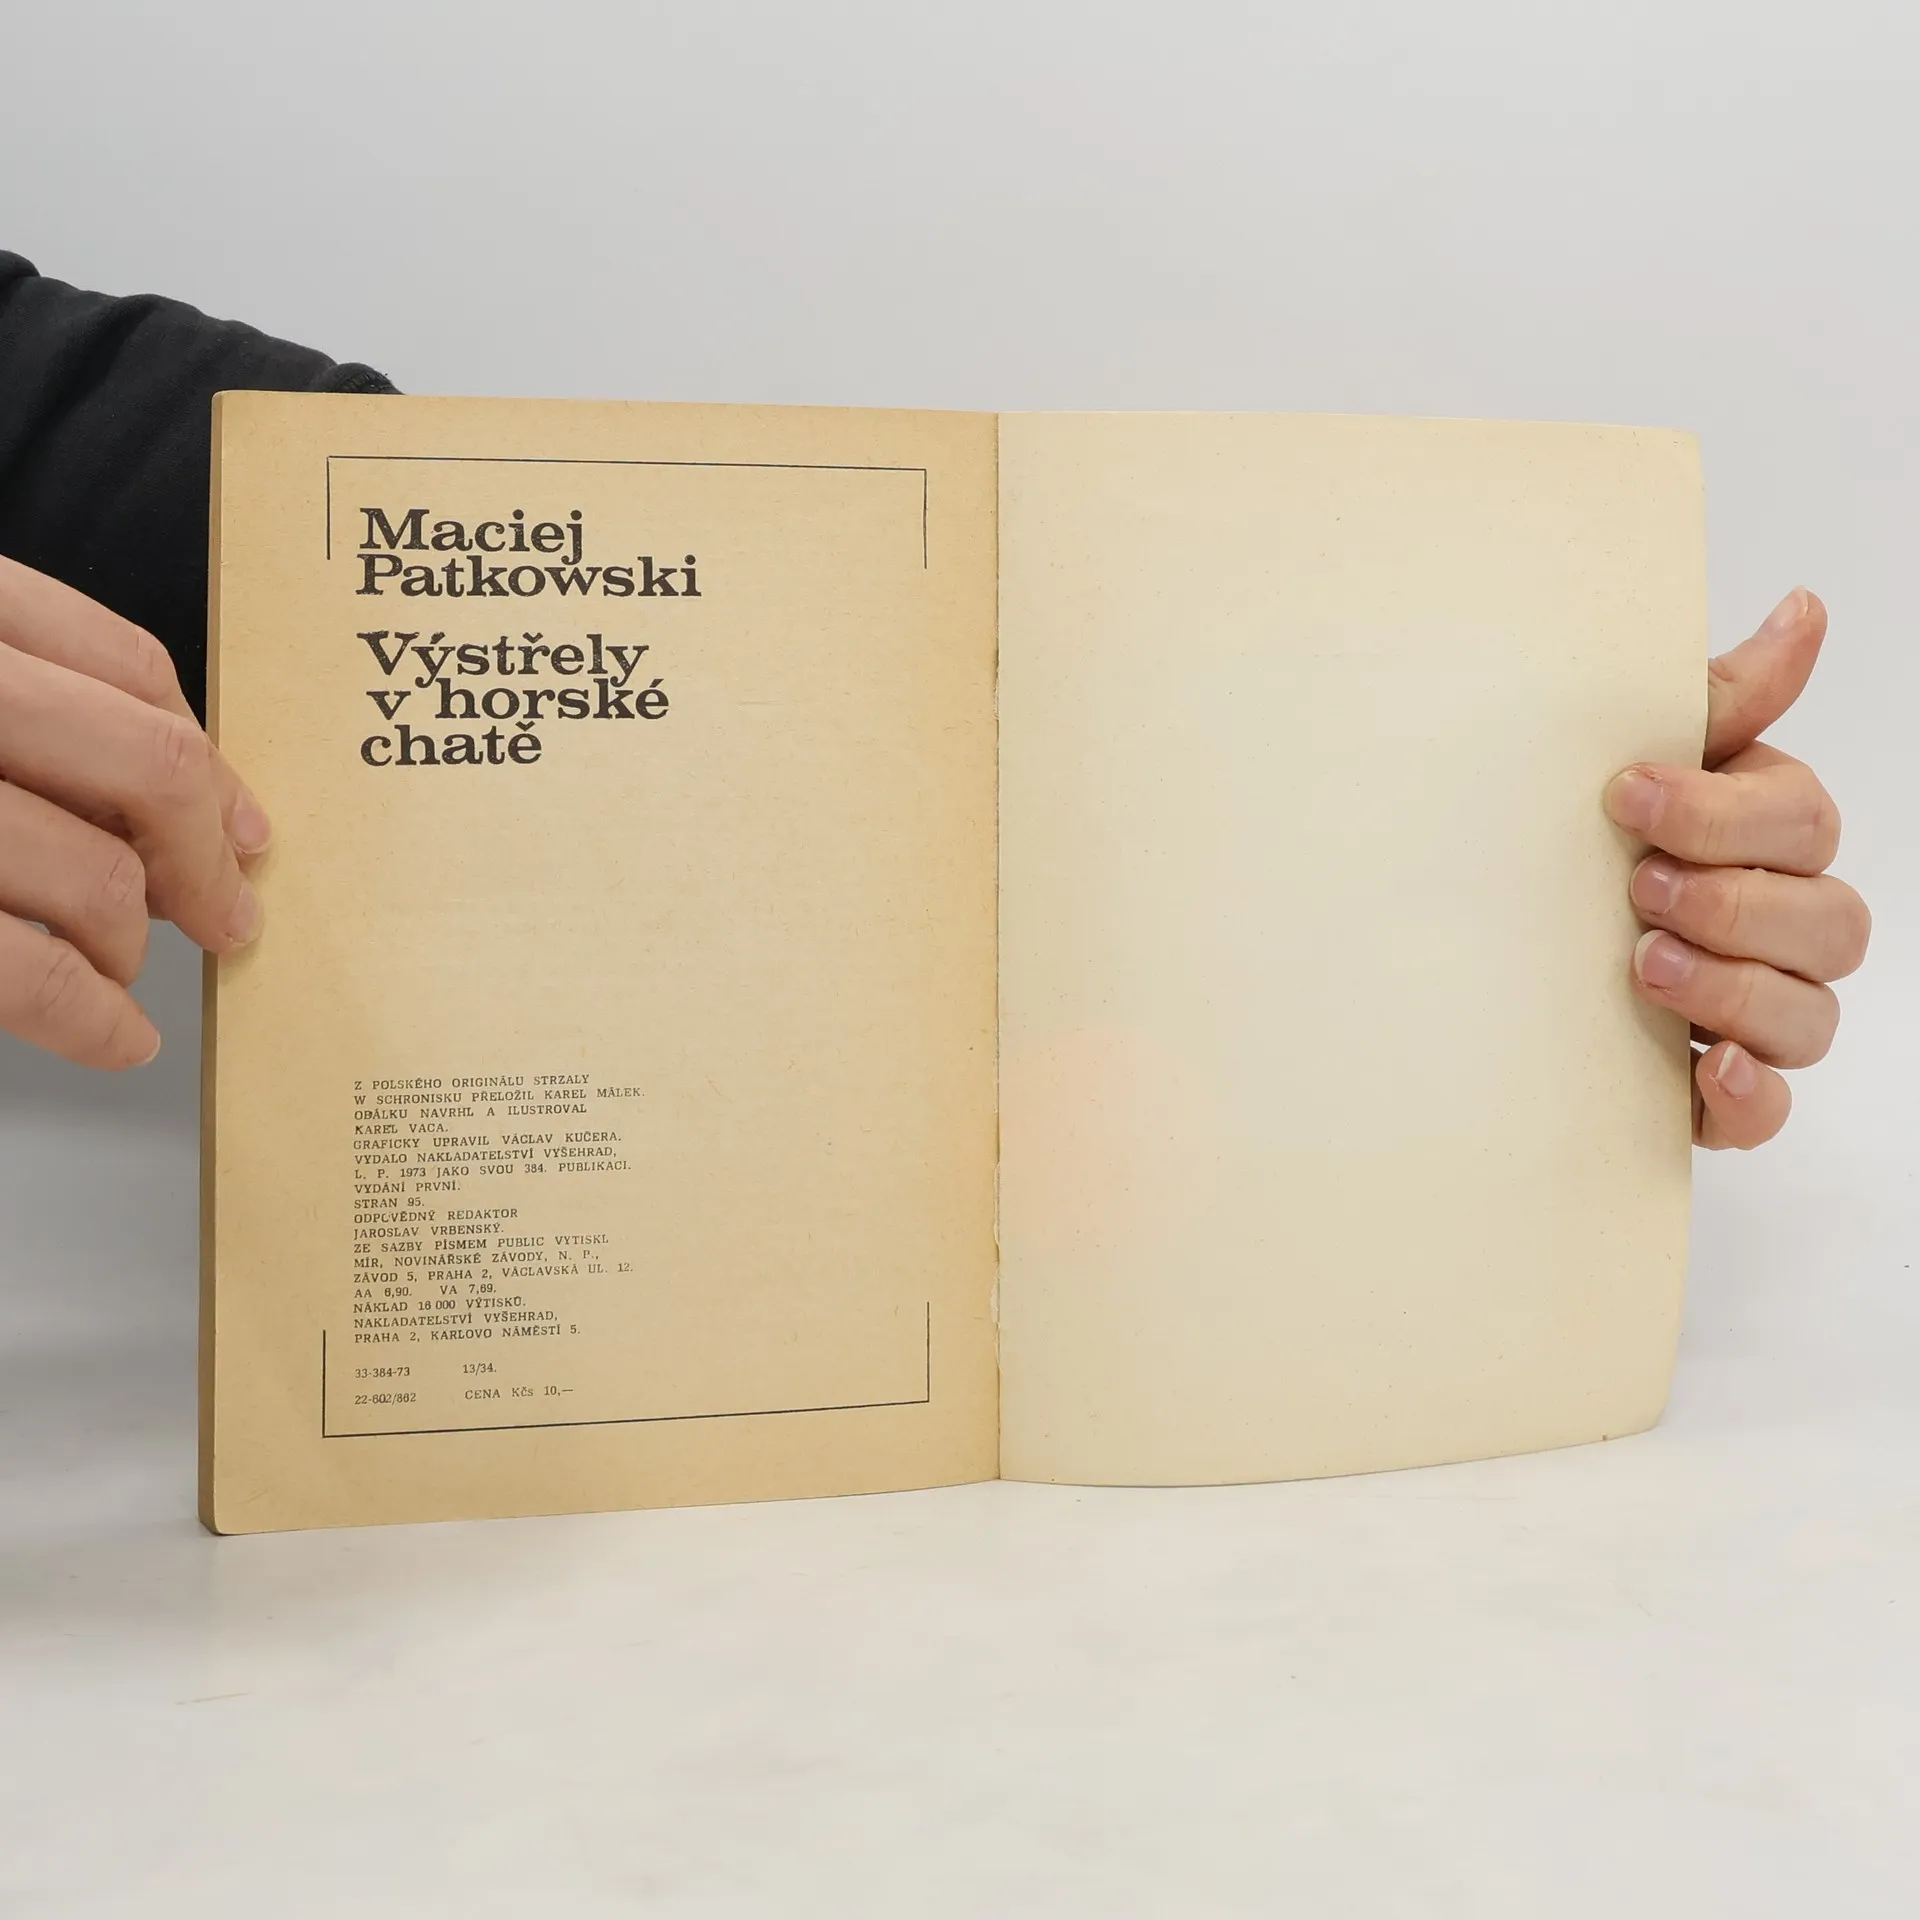 Maciej
Patkowski
Výstřely
v horské
chatě
Z POLSKÉHO ORIGINÁLU STRZALY
W SCHRONISKU PŘELOŽIL KAREL MÁLEK.
OBÁLKU NAVRHL A ILUSTROVAL
KAREL VACA.
GRAFICKY UPRAVIL VÁCLAV KUČERA.
VYDALO NAKLADATELSTVÍ VYŠEHRAD,
L. P. 1973 JAKO SVOU 384. PUBLIKACI.
VYDÁNÍ PRVNÍ.
STRAN 95.
ODPOVĚDNÝ REDAKTOR
JAROSLAV VRBENSKÝ.
ZE SAZBY PÍSMEM PUBLIC VYTISKL
MÍR, NOVINÁŘSKÉ ZÁVODY, N. P.,
ZÁVOD 5, PRAHA 2, VÁCLAVSKÁ UL. 12.
AA 6,90. VA 7,69.
NÁKLAD 16 000 VÝTISKŮ.
NAKLADATELSTVÍ VYŠEHRAD,
PRAHA 2, KARLOVO NÁMĚSTÍ 5.
33-384-73 13/34.
22-602/862 CENA Kčs 10,—